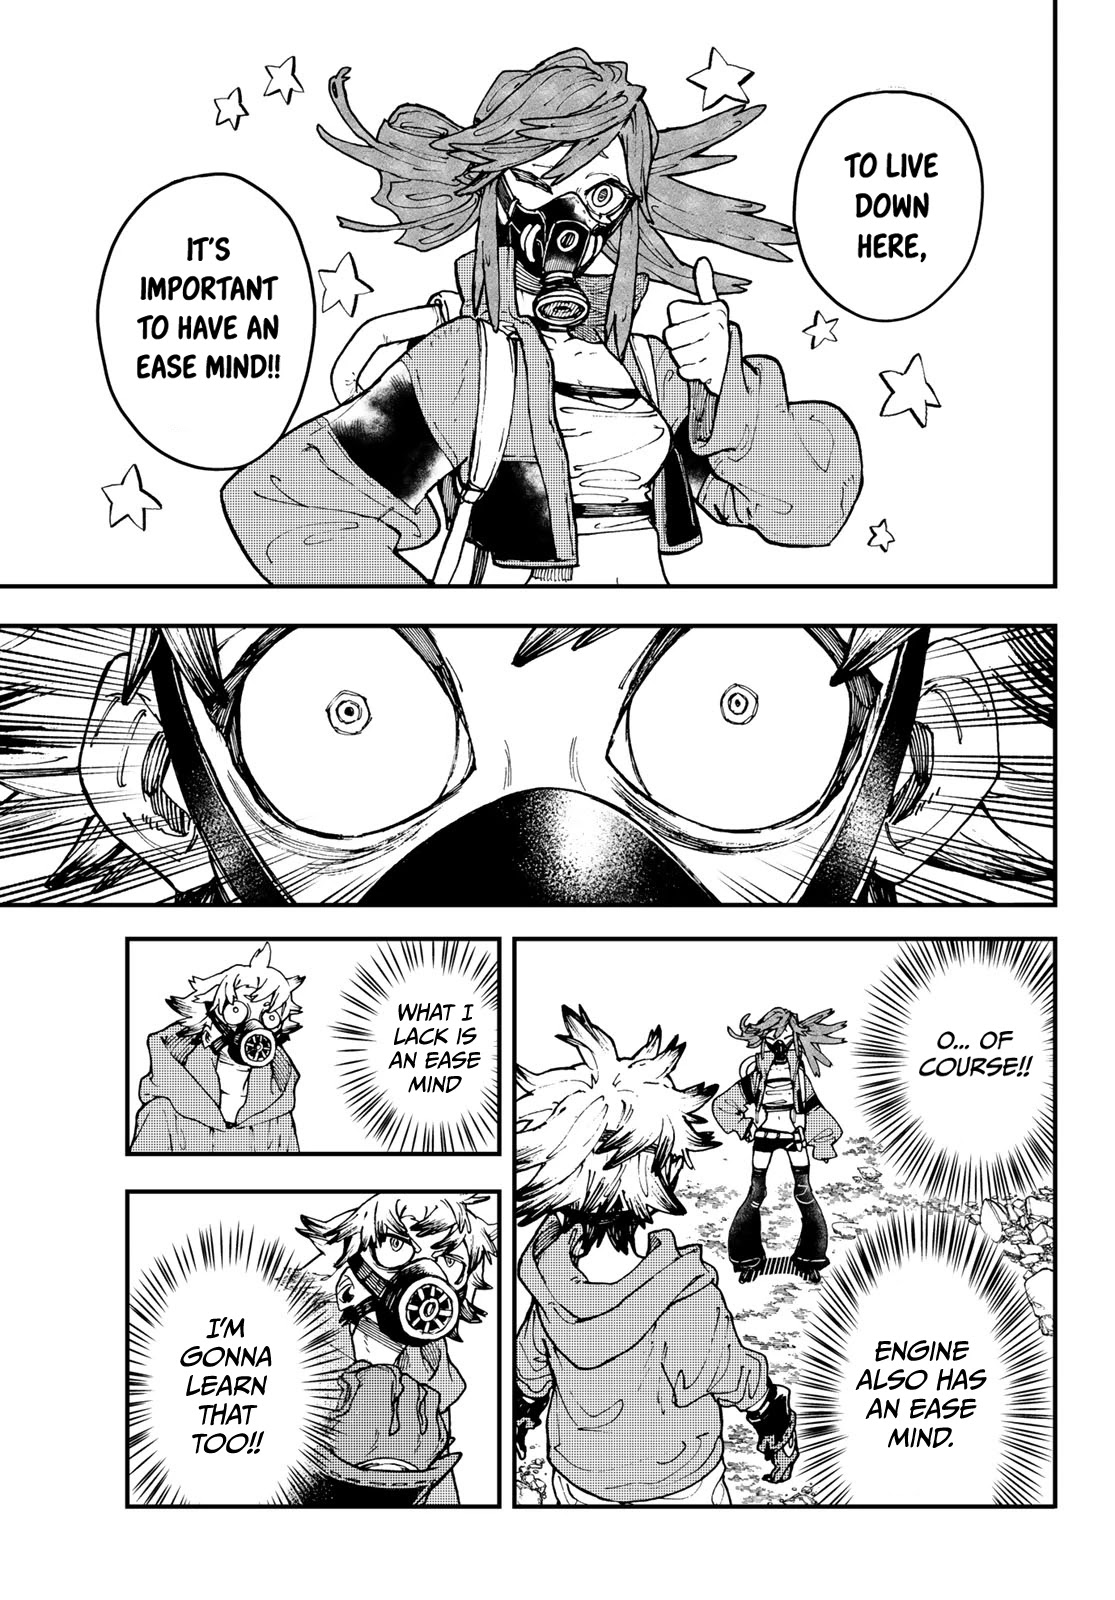 TO LIVE
DOWN
HERE,
IT'S
IMPORTANT
TO HAVE AN
EASE MIND!!
O... OF
COURSE!!
ENGINE
ALSO HAS
AN EASE
MIND.
WHAT I
LACK IS
AN EASE
MIND
I'M
GONNA
LEARN
THAT
TOO!!